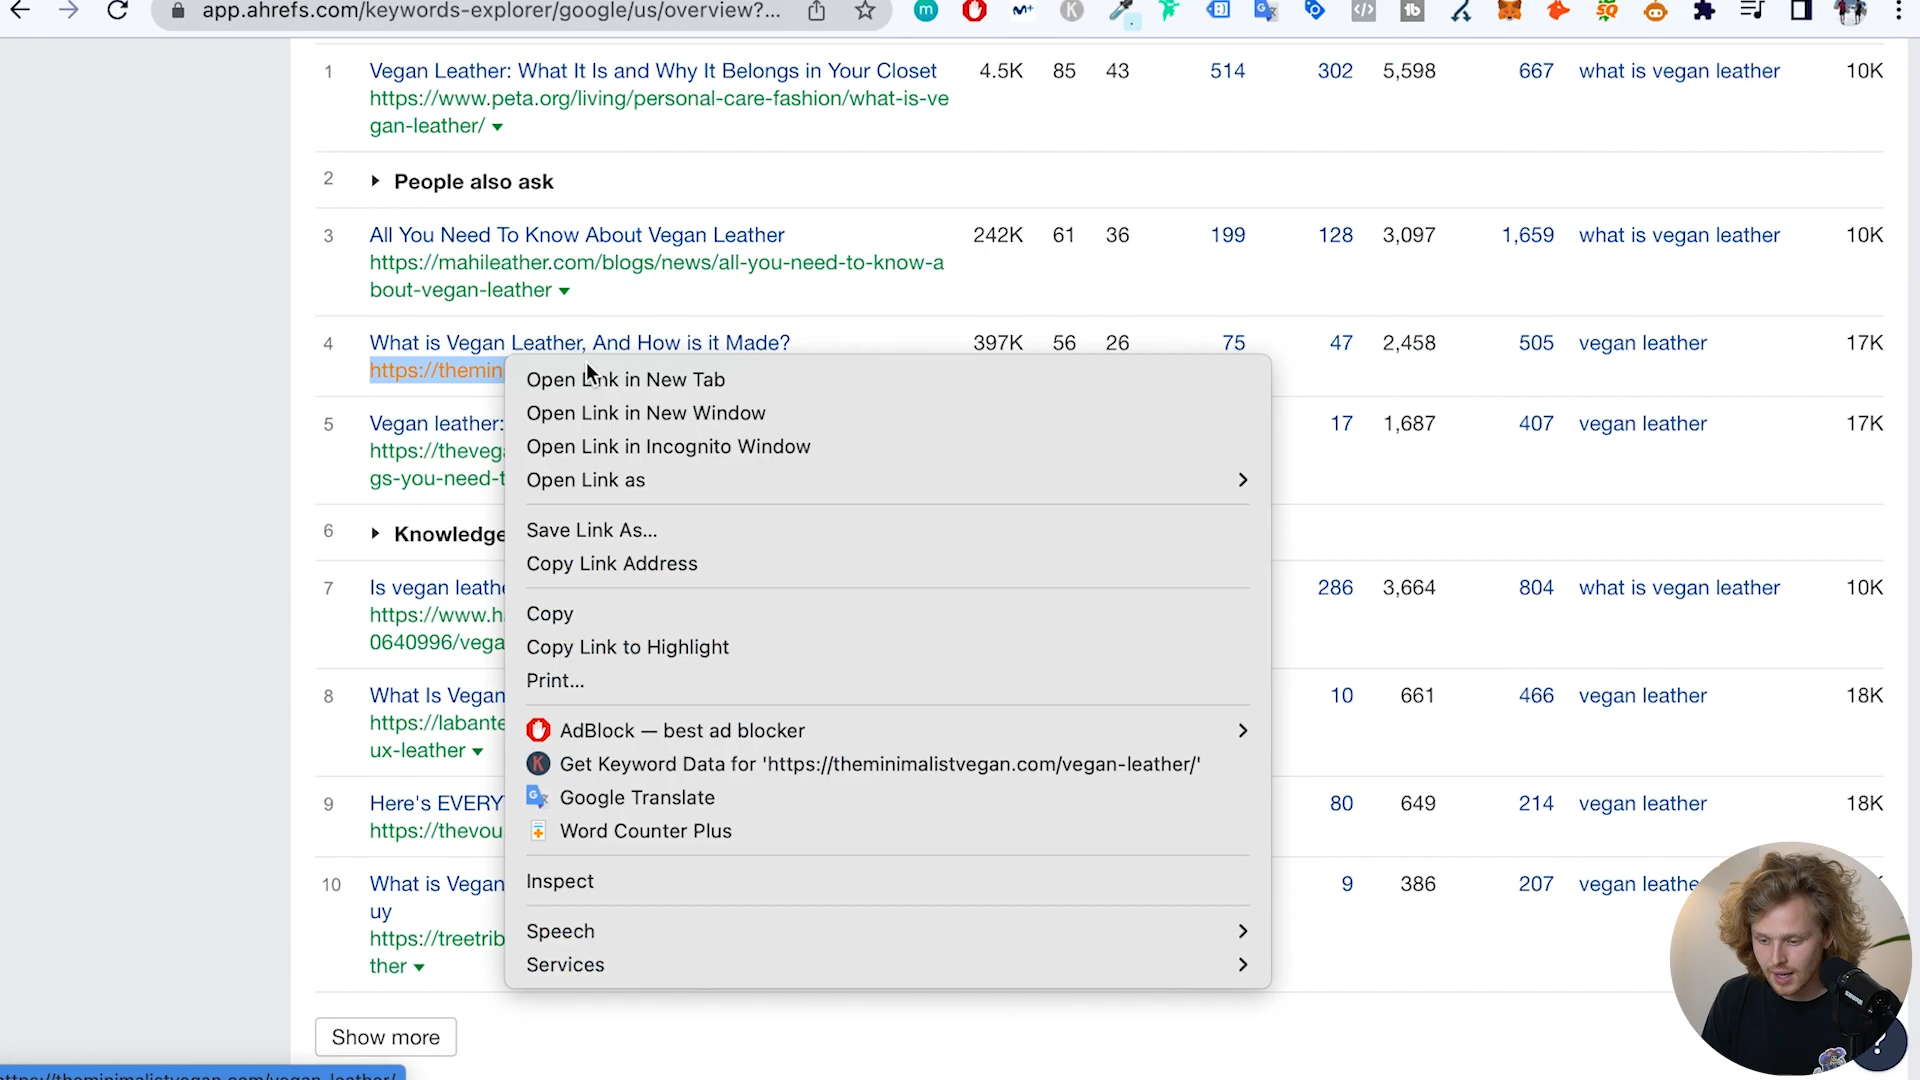 app.ahrefs.com/keywords-explorer/google/us/overview?...
1 Vegan Leather: What It Is and Why It Belongs in Your Closet 4.5K 85 43 514 302 5,598 667 what is vegan leather 10K
https://www.peta.org/living/personal-care-fashion/what-is-ve
gan-leather/
2 People also ask
3 All You Need To Know About Vegan Leather 242K 61 36 199 128 3,097 1,659 what is vegan leather 10K
https://mahileather.com/blogs/news/all-you-need-to-know-a
bout-vegan-leather
4 What is Vegan Leather, And How is it Made? 397K 56 26 75 47 2,458 505 vegan leather 17K
https://themin
Open Link in New Tab
Open Link in New Window
Open Link in Incognito Window
Open Link as
Save Link As...
Copy Link Address
Copy
Copy Link to Highlight
Print...
AdBlock — best ad blocker
Get Keyword Data for 'https://theminimalistvegan.com/vegan-leather/'
Google Translate
Word Counter Plus
Inspect
Speech
Services
5 Vegan leather: 17 1,687 407 vegan leather 17K
https://thevega
gs-you-need-t
6 Knowledge
7 Is vegan leathe 286 3,664 804 what is vegan leather 10K
https://www.h
0640996/vega
8 What Is Vegan 10 661 466 vegan leather 18K
https://labante
ux-leather
9 Here's EVERY 80 649 214 vegan leather 18K
https://thevou
10 What is Vegan 9 386 207 vegan leathe
uy
https://treetrib
ther
Show more
https://theminimalistvegan.com/vegan-leather/